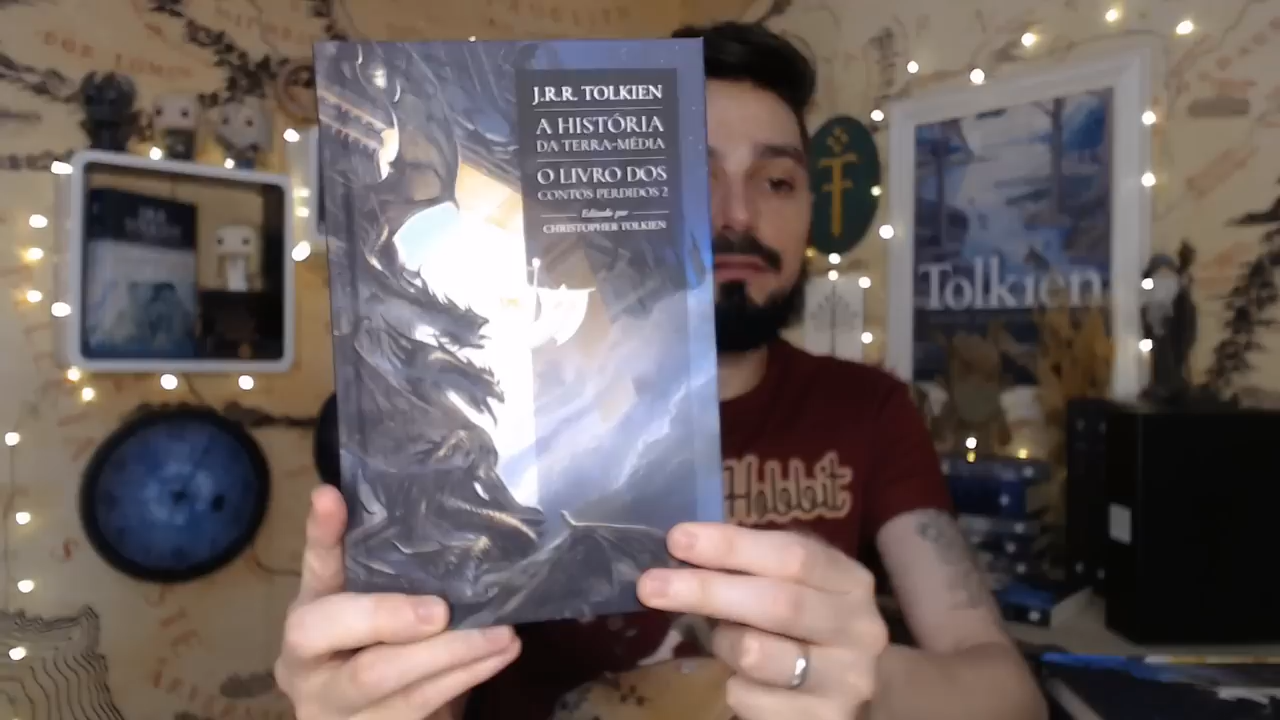 J.R.R. TOLKIEN
A HISTÓRIA
DA TERRA-MÉDIA
O LIVRO DOS
CONTOS PERDIDOS 2
Editado por
CHRISTOPHER TOLKIEN
Tolkien
Hobbit